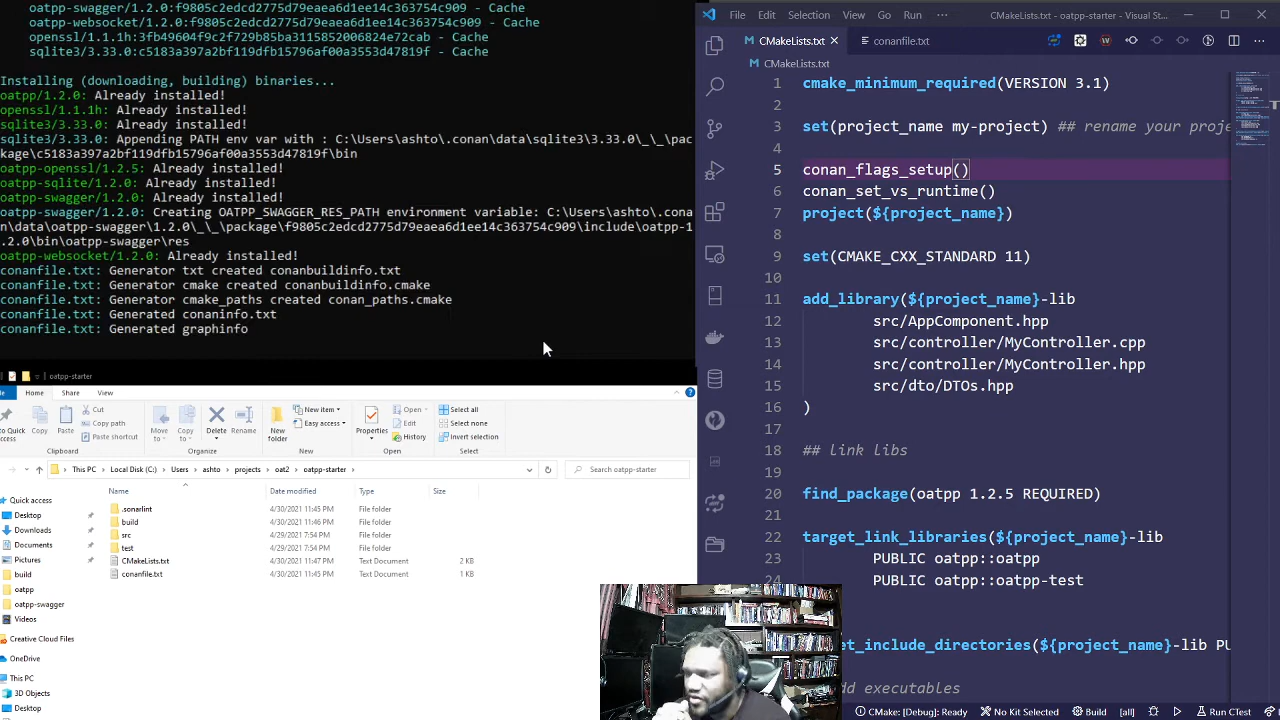 oatpp-swagger/1.2.0:f9805c2edcd2775d79eaea6d1ee14c363754c909 - Cache
oatpp-websocket/1.2.0:f9805c2edcd2775d79eaea6d1ee14c363754c909 - Cache
openssl/1.1.1h:3fb49604f9c2f729b85ba3115852006824e72cab - Cache
sqlite3/3.33.0:c5183a397a2bf119dfb15796af00a3553d47819f - Cache
Installing (downloading, building) binaries...
oatpp/1.2.0: Already installed!
openssl/1.1.1h: Already installed!
sqlite3/3.33.0: Already installed!
sqlite3/3.33.0: Appending PATH env var with : C:\Users\ashto\.conan\data\sqlite3\3.33.0\_\_\pac
kage\c5183a397a2bf119dfb15796af00a3553d47819f\bin
oatpp-openssl/1.2.5: Already installed!
oatpp-sqlite/1.2.0: Already installed!
oatpp-swagger/1.2.0: Already installed!
oatpp-swagger/1.2.0: Creating OATPP_SWAGGER_RES_PATH environment variable: C:\Users\ashto\.cona
n\data\oatpp-swagger\1.2.0\_\_\package\f9805c2edcd2775d79eaea6d1ee14c363754c909\include\oatpp-1
.2.0\bin\oatpp-swagger\res
oatpp-websocket/1.2.0: Already installed!
conanfile.txt: Generator txt created conanbuildinfo.txt
conanfile.txt: Generator cmake created conanbuildinfo.cmake
conanfile.txt: Generator cmake_paths created conan_paths.cmake
conanfile.txt: Generated conaninfo.txt
conanfile.txt: Generated graphinfo
oatpp-starter
Home Share View
Quick access
Copy
Paste
Cut
Copy path
Paste shortcut
Clipboard
Move to
Copy to
Delete
Rename
Organize
New folder
New item
Easy access
New
Properties
Open
Edit
History
Open
Select all
Select none
Invert selection
Select
This PC Local Disk (C:) Users ashto projects oat2 oatpp-starter
Search oatpp-starter
Name Date modified Type Size
.sonarlint 4/30/2021 11:45 PM File folder
build 4/30/2021 11:46 PM File folder
src 4/29/2021 7:54 PM File folder
test 4/29/2021 7:54 PM File folder
CMakeLists.txt 4/30/2021 11:47 PM Text Document 2 KB
conanfile.txt 4/30/2021 11:45 PM Text Document 1 KB
Quick access
Desktop
Downloads
Documents
Pictures
build
oatpp
oatpp-swagger
Videos
Creative Cloud Files
OneDrive
This PC
3D Objects
Desktop
File Edit Selection View Go Run ··· CMakeLists.txt - oatpp-starter - Visual St...
CMakeLists.txt conanfile.txt
CMakeLists.txt
1 cmake_minimum_required(VERSION 3.1)
2
3 set(project_name my-project) ## rename your proje
4
5 conan_flags_setup()
6 conan_set_vs_runtime()
7 project(${project_name})
8
9 set(CMAKE_CXX_STANDARD 11)
10
11 add_library(${project_name}-lib
12 src/AppComponent.hpp
13 src/controller/MyController.cpp
14 src/controller/MyController.hpp
15 src/dto/DTOs.hpp
16 )
17
18 ## link libs
19
20 find_package(oatpp 1.2.5 REQUIRED)
21
22 target_link_libraries(${project_name}-lib
23 PUBLIC oatpp::oatpp
24 PUBLIC oatpp::oatpp-test
et_include_directories(${project_name}-lib PU
dd executables
CMake: [Debug]: Ready No Kit Selected Build [all] Run CTest